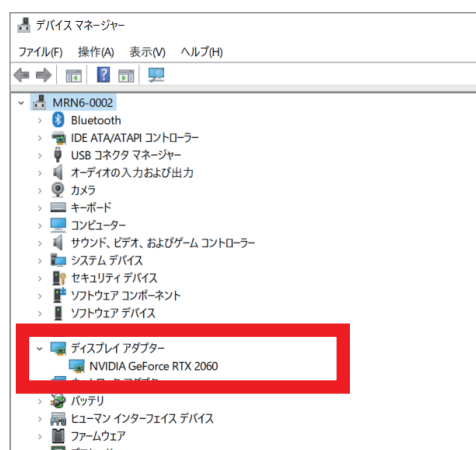 デバイス マネージャー
ファイル(F) 操作(A) 表示(V) ヘルプ(H)
MRN6-0002
Bluetooth
IDE ATA/ATAPI コントローラー
USB コネクタ マネージャー
オーディオの入力および出力
カメラ
キーボード
コンピューター
サウンド、ビデオ、およびゲーム コントローラー
システム デバイス
セキュリティ デバイス
ソフトウェア コンポーネント
ソフトウェア デバイス
ディスプレイ アダプター
NVIDIA GeForce RTX 2060
バッテリ
ヒューマン インターフェイス デバイス
ファームウェア